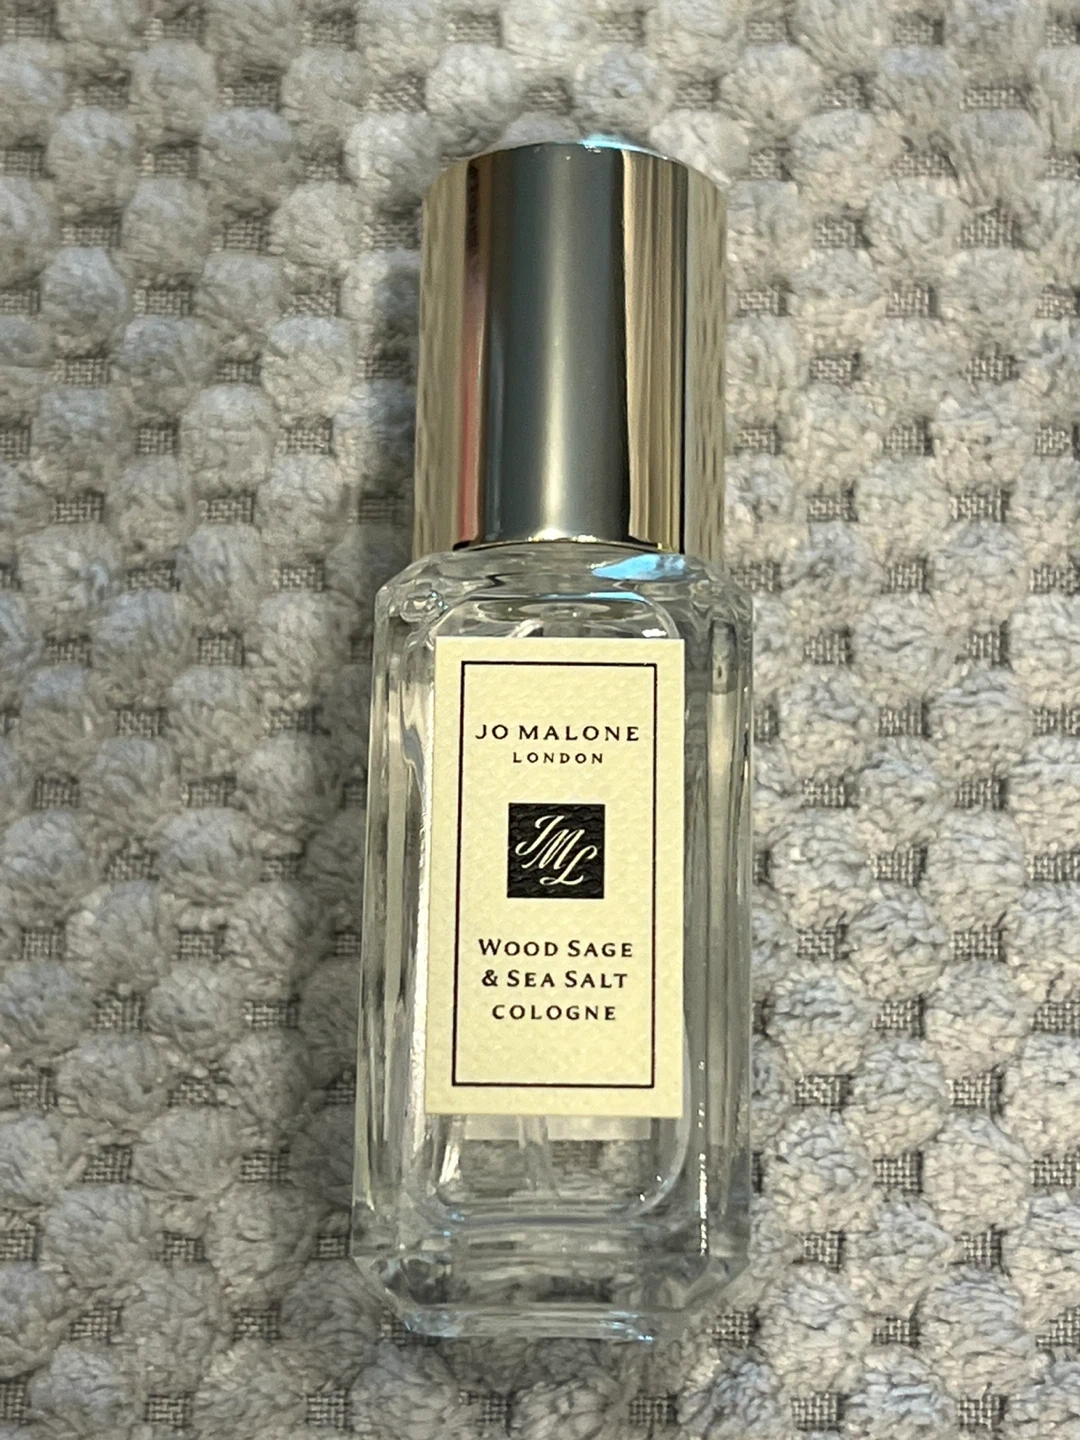 JO MALONE
LONDON
JML
WOOD SAGE
& SEA SALT
COLOGNE